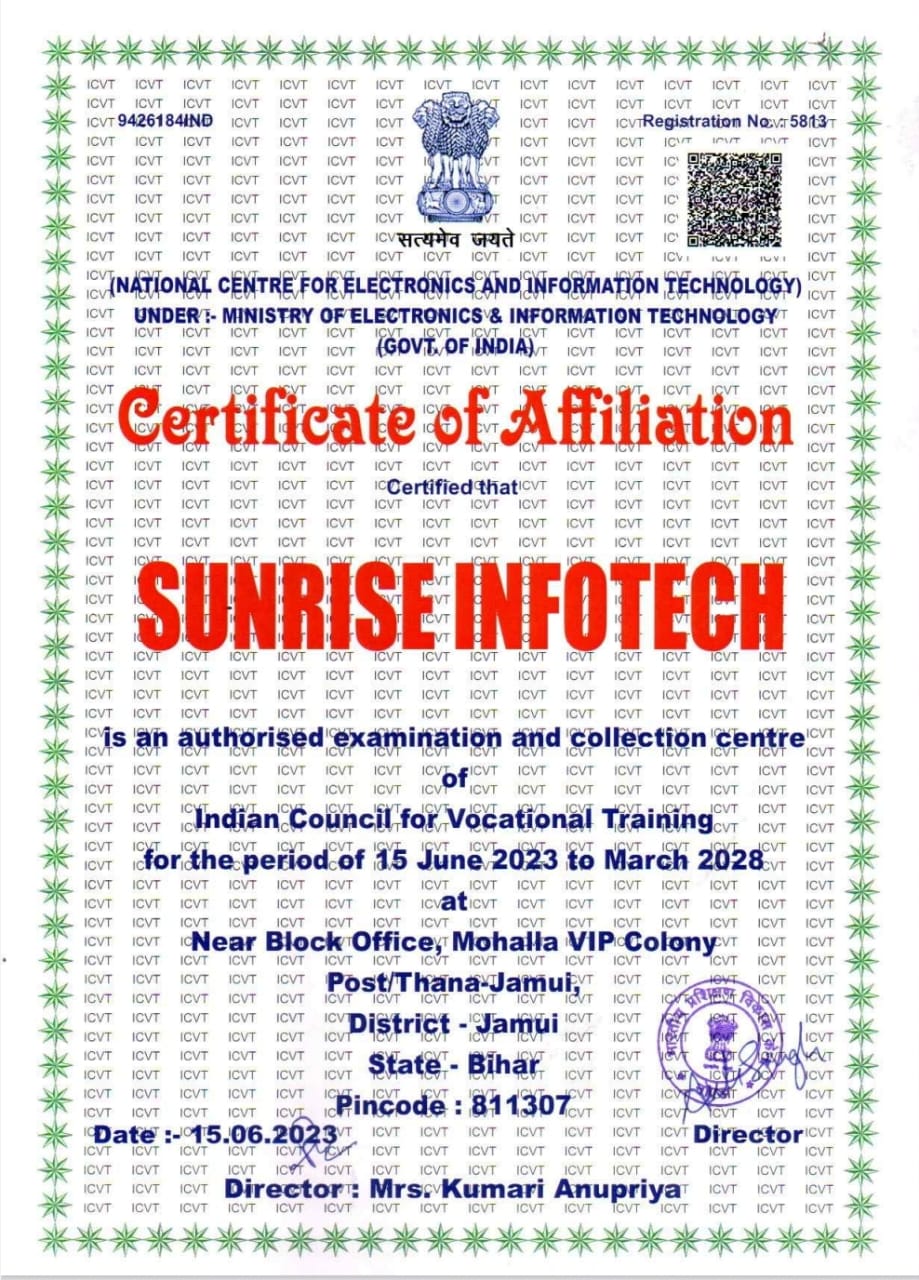 ICVT
9426184IND
Registration No. : 5813
सत्यमेव जयते
(NATIONAL CENTRE FOR ELECTRONICS AND INFORMATION TECHNOLOGY)
UNDER :- MINISTRY OF ELECTRONICS & INFORMATION TECHNOLOGY
(GOVT. OF INDIA)
Certificate of Affiliation
Certified that
SUNRISE INFOTECH
is an authorised examination and collection centre
of
Indian Council for Vocational Training
for the period of 15 June 2023 to March 2028
at
Near Block Office, Mohalla VIP Colony
Post/Thana-Jamui,
District - Jamui
State - Bihar
Pincode : 811307
भारतीय प्रशिक्षण विकास
Date :- 15.06.2023
Director
Director : Mrs. Kumari Anupriya